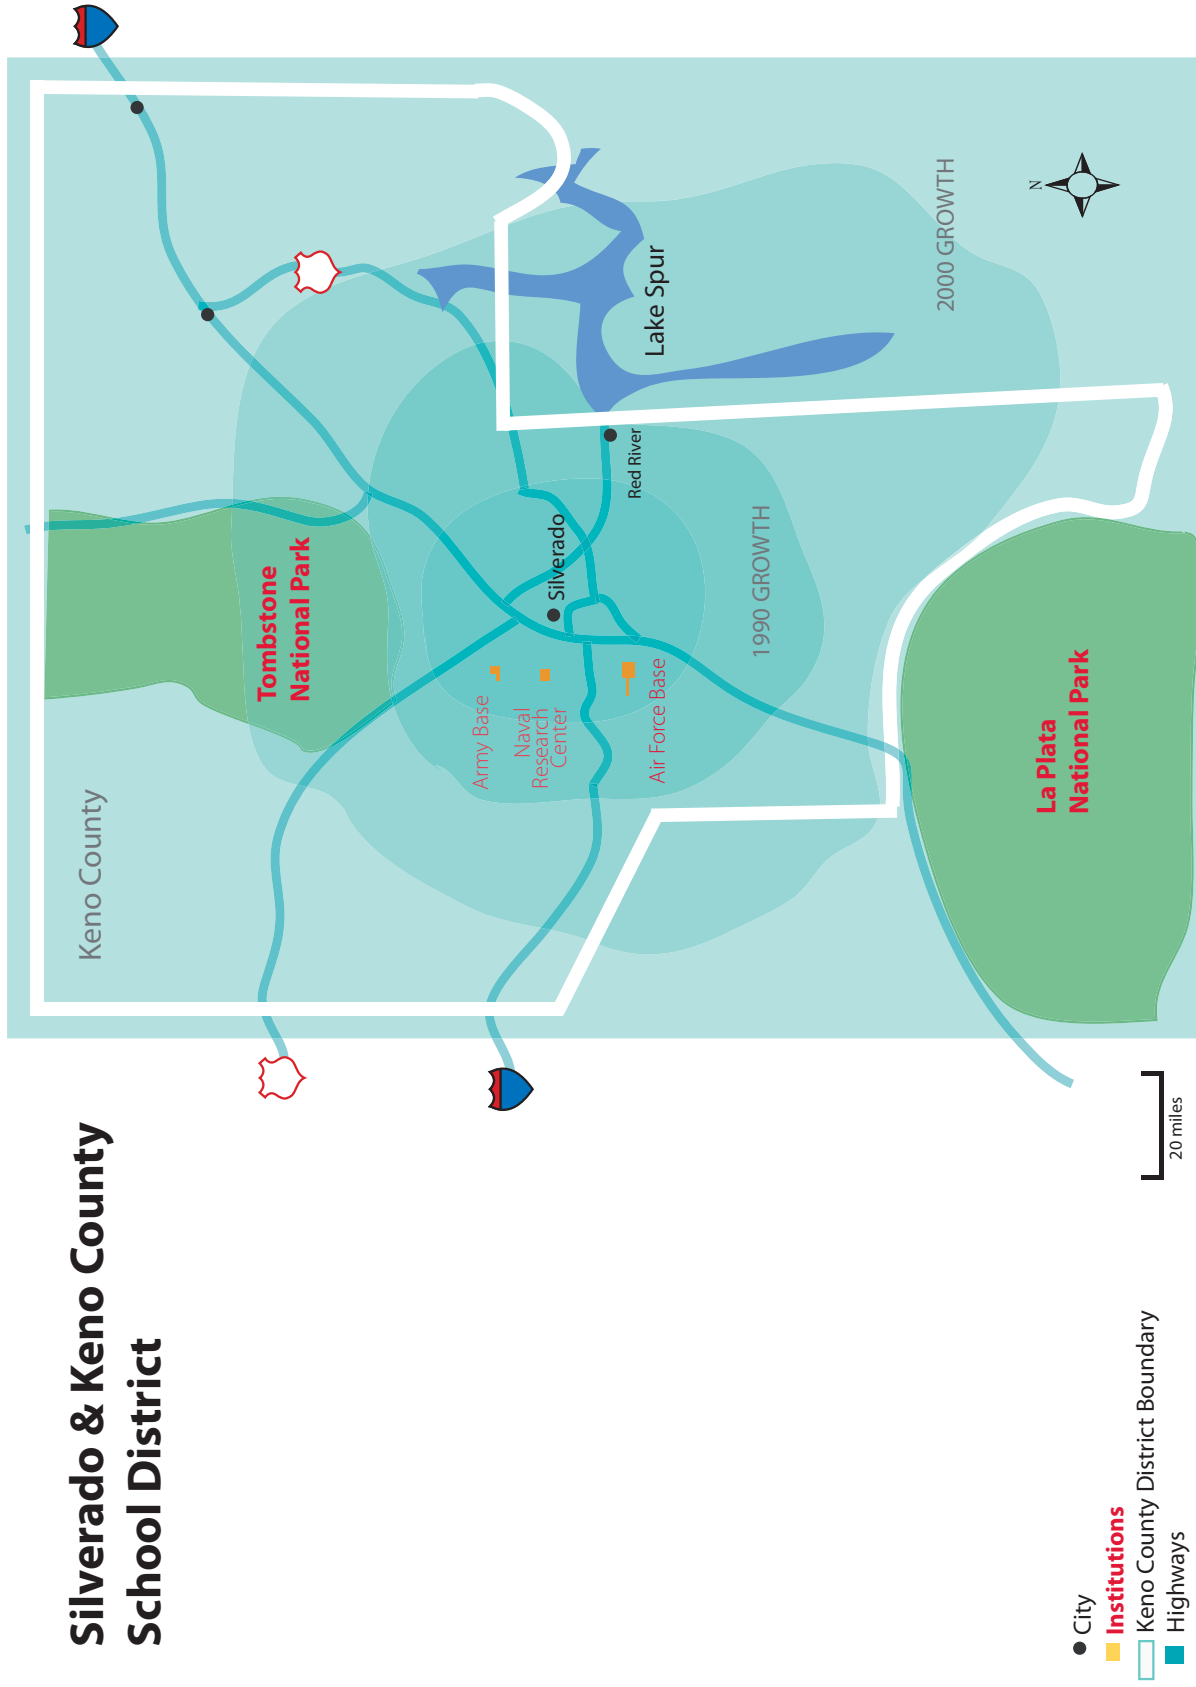 Silverado & Keno County
School District
Keno County
Tombstone
National Park
Army Base
Naval
Research
Center
Air Force Base
Silverado
Red River
Lake Spur
1990 GROWTH
2000 GROWTH
La Plata
National Park
N
20 miles
City
Institutions
Keno County District Boundary
Highways